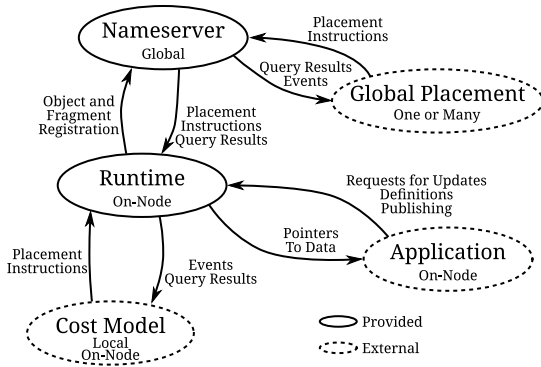 Nameserver
Global
Placement
Instructions
Query Results
Events
Global Placement
One or Many
Object and
Fragment
Registration
Placement
Instructions
Query Results
Runtime
On-Node
Requests for Updates
Definitions
Publishing
Pointers
To Data
Application
On-Node
Placement
Instructions
Events
Query Results
Cost Model
Local
On-Node
Provided
External